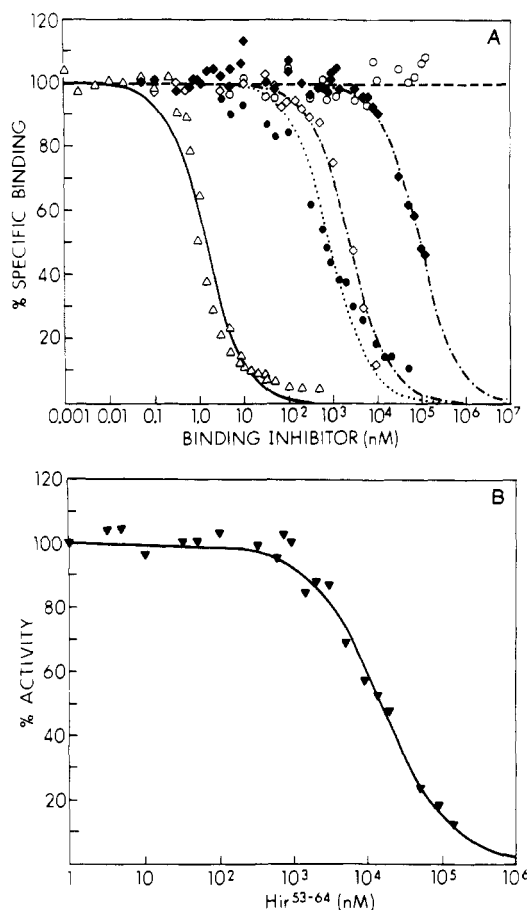 A
120
100
80
60
40
20
% SPECIFIC BINDING
0.001 0.01 0.1 1.0 10 10² 10³ 10⁴ 10⁵ 10⁶ 10⁷
BINDING INHIBITOR (nM)
B
120
100
80
60
40
20
% ACTIVITY
1 10 10² 10³ 10⁴ 10⁵ 10⁶
Hir⁵³⁻⁶⁴ (nM)